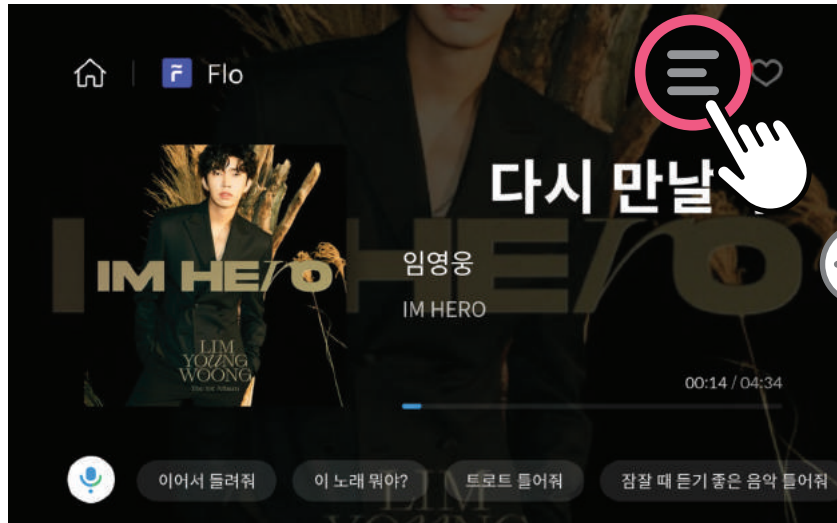 Flo
다시 만날
IM HERO
LIM
YOUNG
WOONG
임영웅
IM HERO
00:14 / 04:34
이어서 들려줘
이 노래 뭐야?
트로트 틀어줘
잠잘 때 듣기 좋은 음악 틀어줘